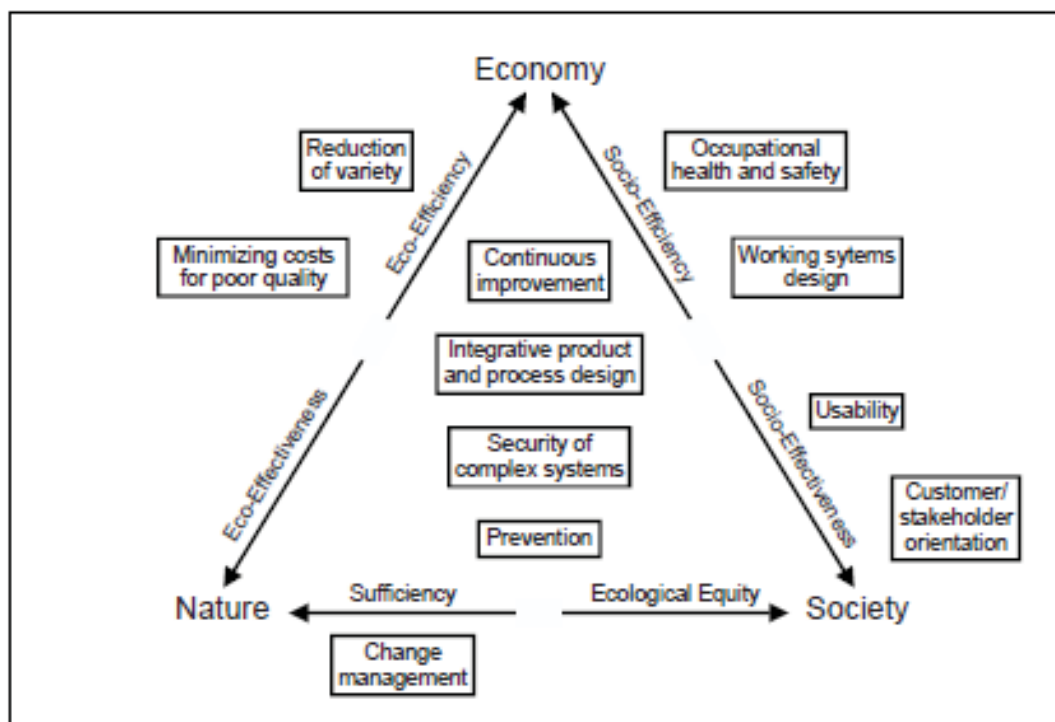 Economy
Reduction
of variety
Occupational
health and safety
Eco-Efficiency
Socio-Efficiency
Minimizing costs
for poor quality
Continuous
improvement
Working sytems
design
Integrative product
and process design
Eco-Effectiveness
Socio-Effectiveness
Usability
Security of
complex systems
Customer/
stakeholder
orientation
Prevention
Nature
Sufficiency
Ecological Equity
Society
Change
management